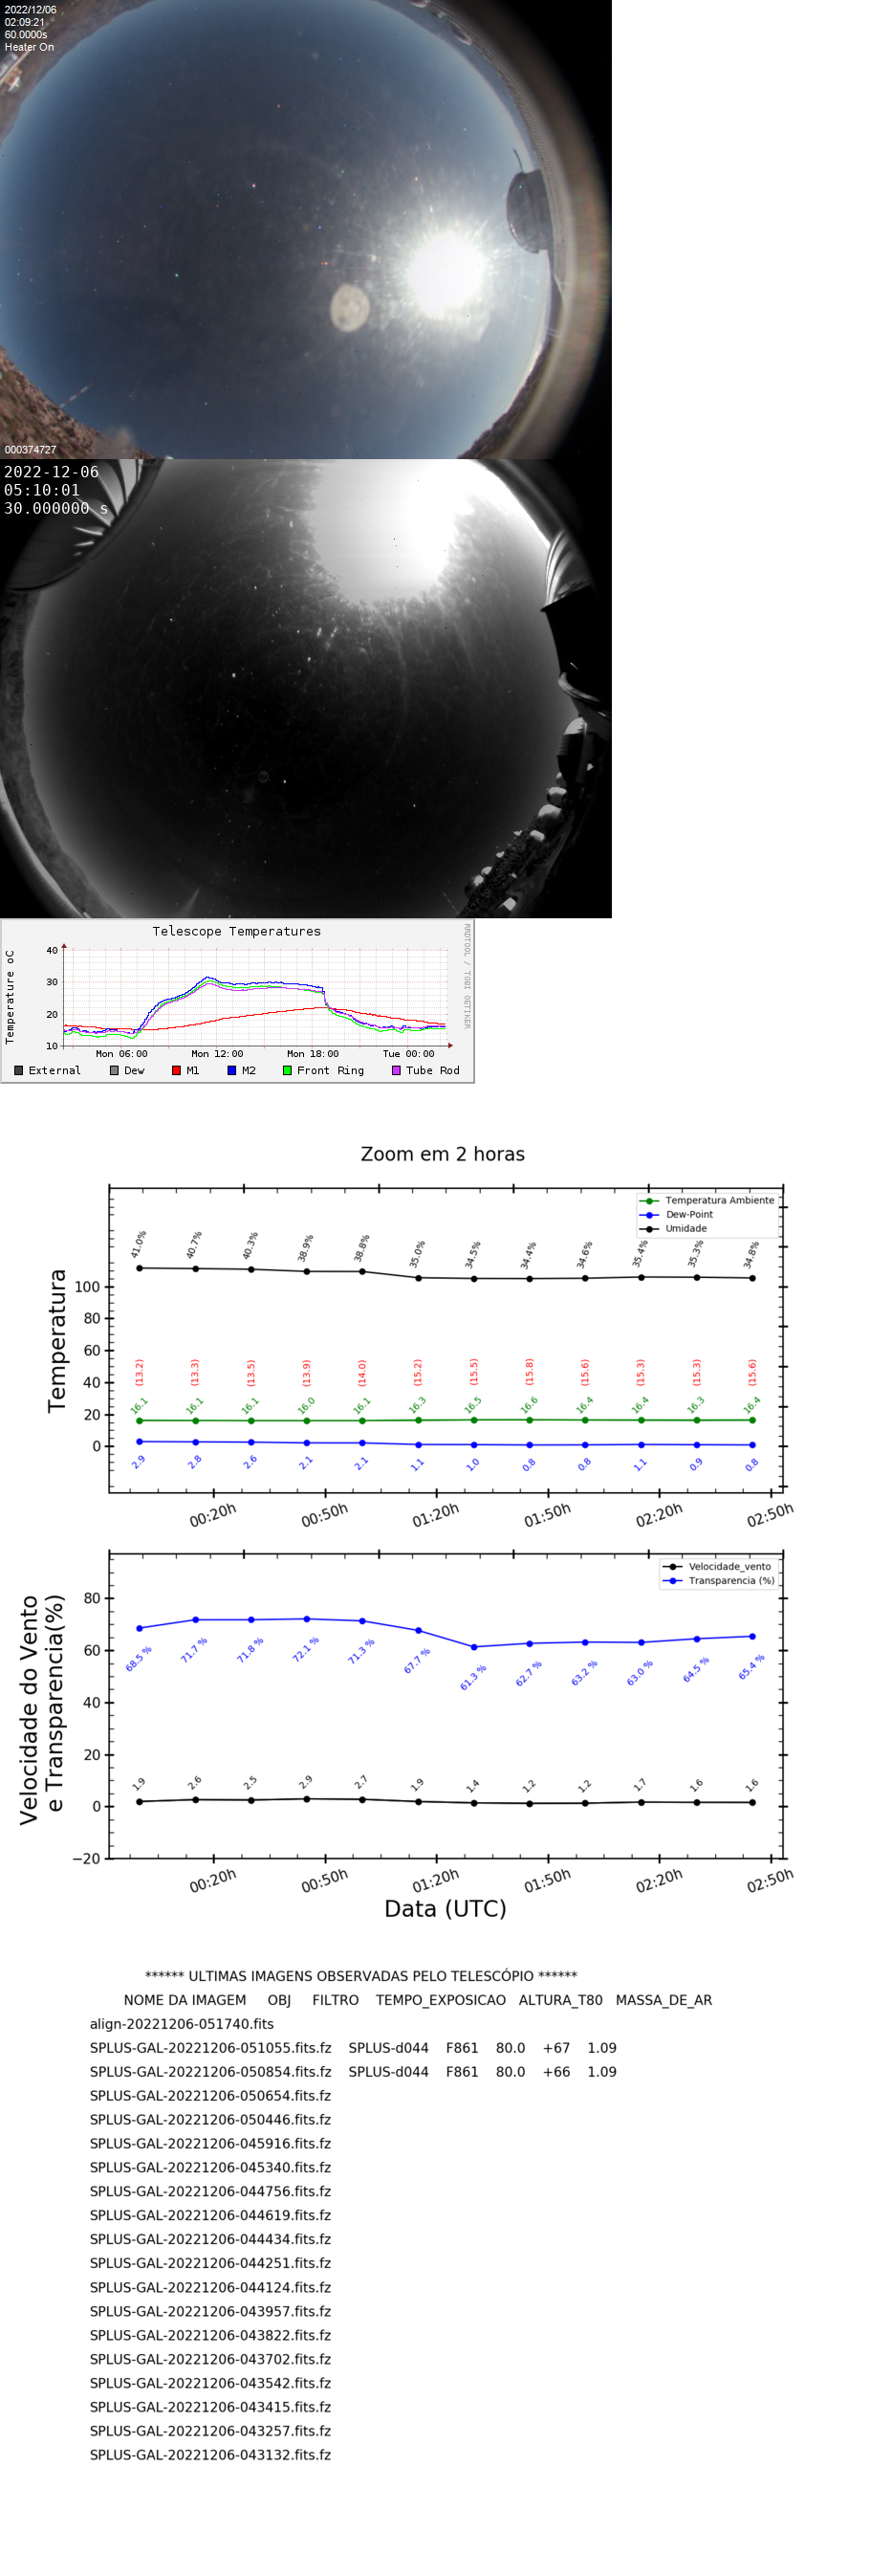 2022/12/06
02:09:21
60.0000s
Heater On
000374727
2022-12-06
05:10:01
30.000000 s
Telescope Temperatures
RRDTOOL / TOBI OETIKER
Temperature oC
40
30
20
10
Mon 06:00 Mon 12:00 Mon 18:00 Tue 00:00
External Dew M1 M2 Front Ring Tube Rod
Zoom em 2 horas
Temperatura Ambiente
Dew-Point
Umidade
41.0% 40.7% 40.3% 38.9% 38.8% 35.0% 34.5% 34.4% 34.6% 35.4% 35.3% 34.8%
Temperatura
100
80
60
40
20
0
(13.2) (13.3) (13.5) (13.9) (14.0) (15.2) (15.5) (15.8) (15.6) (15.3) (15.3) (15.6)
16.1 16.1 16.1 16.0 16.1 16.3 16.5 16.6 16.4 16.4 16.3 16.4
2.9 2.8 2.6 2.1 2.1 1.1 1.0 0.8 0.8 1.1 0.9 0.8
00:20h 00:50h 01:20h 01:50h 02:20h 02:50h
Velocidade_vento
Transparencia (%)
Velocidade do Vento
e Transparencia(%)
80
60
40
20
0
−20
68.5 % 71.7 % 71.8 % 72.1 % 71.3 % 67.7 % 61.3 % 62.7 % 63.2 % 63.0 % 64.5 % 65.4 %
1.9 2.6 2.5 2.9 2.7 1.9 1.4 1.2 1.2 1.7 1.6 1.6
00:20h 00:50h 01:20h 01:50h 02:20h 02:50h
Data (UTC)
****** ULTIMAS IMAGENS OBSERVADAS PELO TELESCÓPIO ******
NOME DA IMAGEM OBJ FILTRO TEMPO_EXPOSICAO ALTURA_T80 MASSA_DE_AR
align-20221206-051740.fits
SPLUS-GAL-20221206-051055.fits.fz SPLUS-d044 F861 80.0 +67 1.09
SPLUS-GAL-20221206-050854.fits.fz SPLUS-d044 F861 80.0 +66 1.09
SPLUS-GAL-20221206-050654.fits.fz
SPLUS-GAL-20221206-050446.fits.fz
SPLUS-GAL-20221206-045916.fits.fz
SPLUS-GAL-20221206-045340.fits.fz
SPLUS-GAL-20221206-044756.fits.fz
SPLUS-GAL-20221206-044619.fits.fz
SPLUS-GAL-20221206-044434.fits.fz
SPLUS-GAL-20221206-044251.fits.fz
SPLUS-GAL-20221206-044124.fits.fz
SPLUS-GAL-20221206-043957.fits.fz
SPLUS-GAL-20221206-043822.fits.fz
SPLUS-GAL-20221206-043702.fits.fz
SPLUS-GAL-20221206-043542.fits.fz
SPLUS-GAL-20221206-043415.fits.fz
SPLUS-GAL-20221206-043257.fits.fz
SPLUS-GAL-20221206-043132.fits.fz